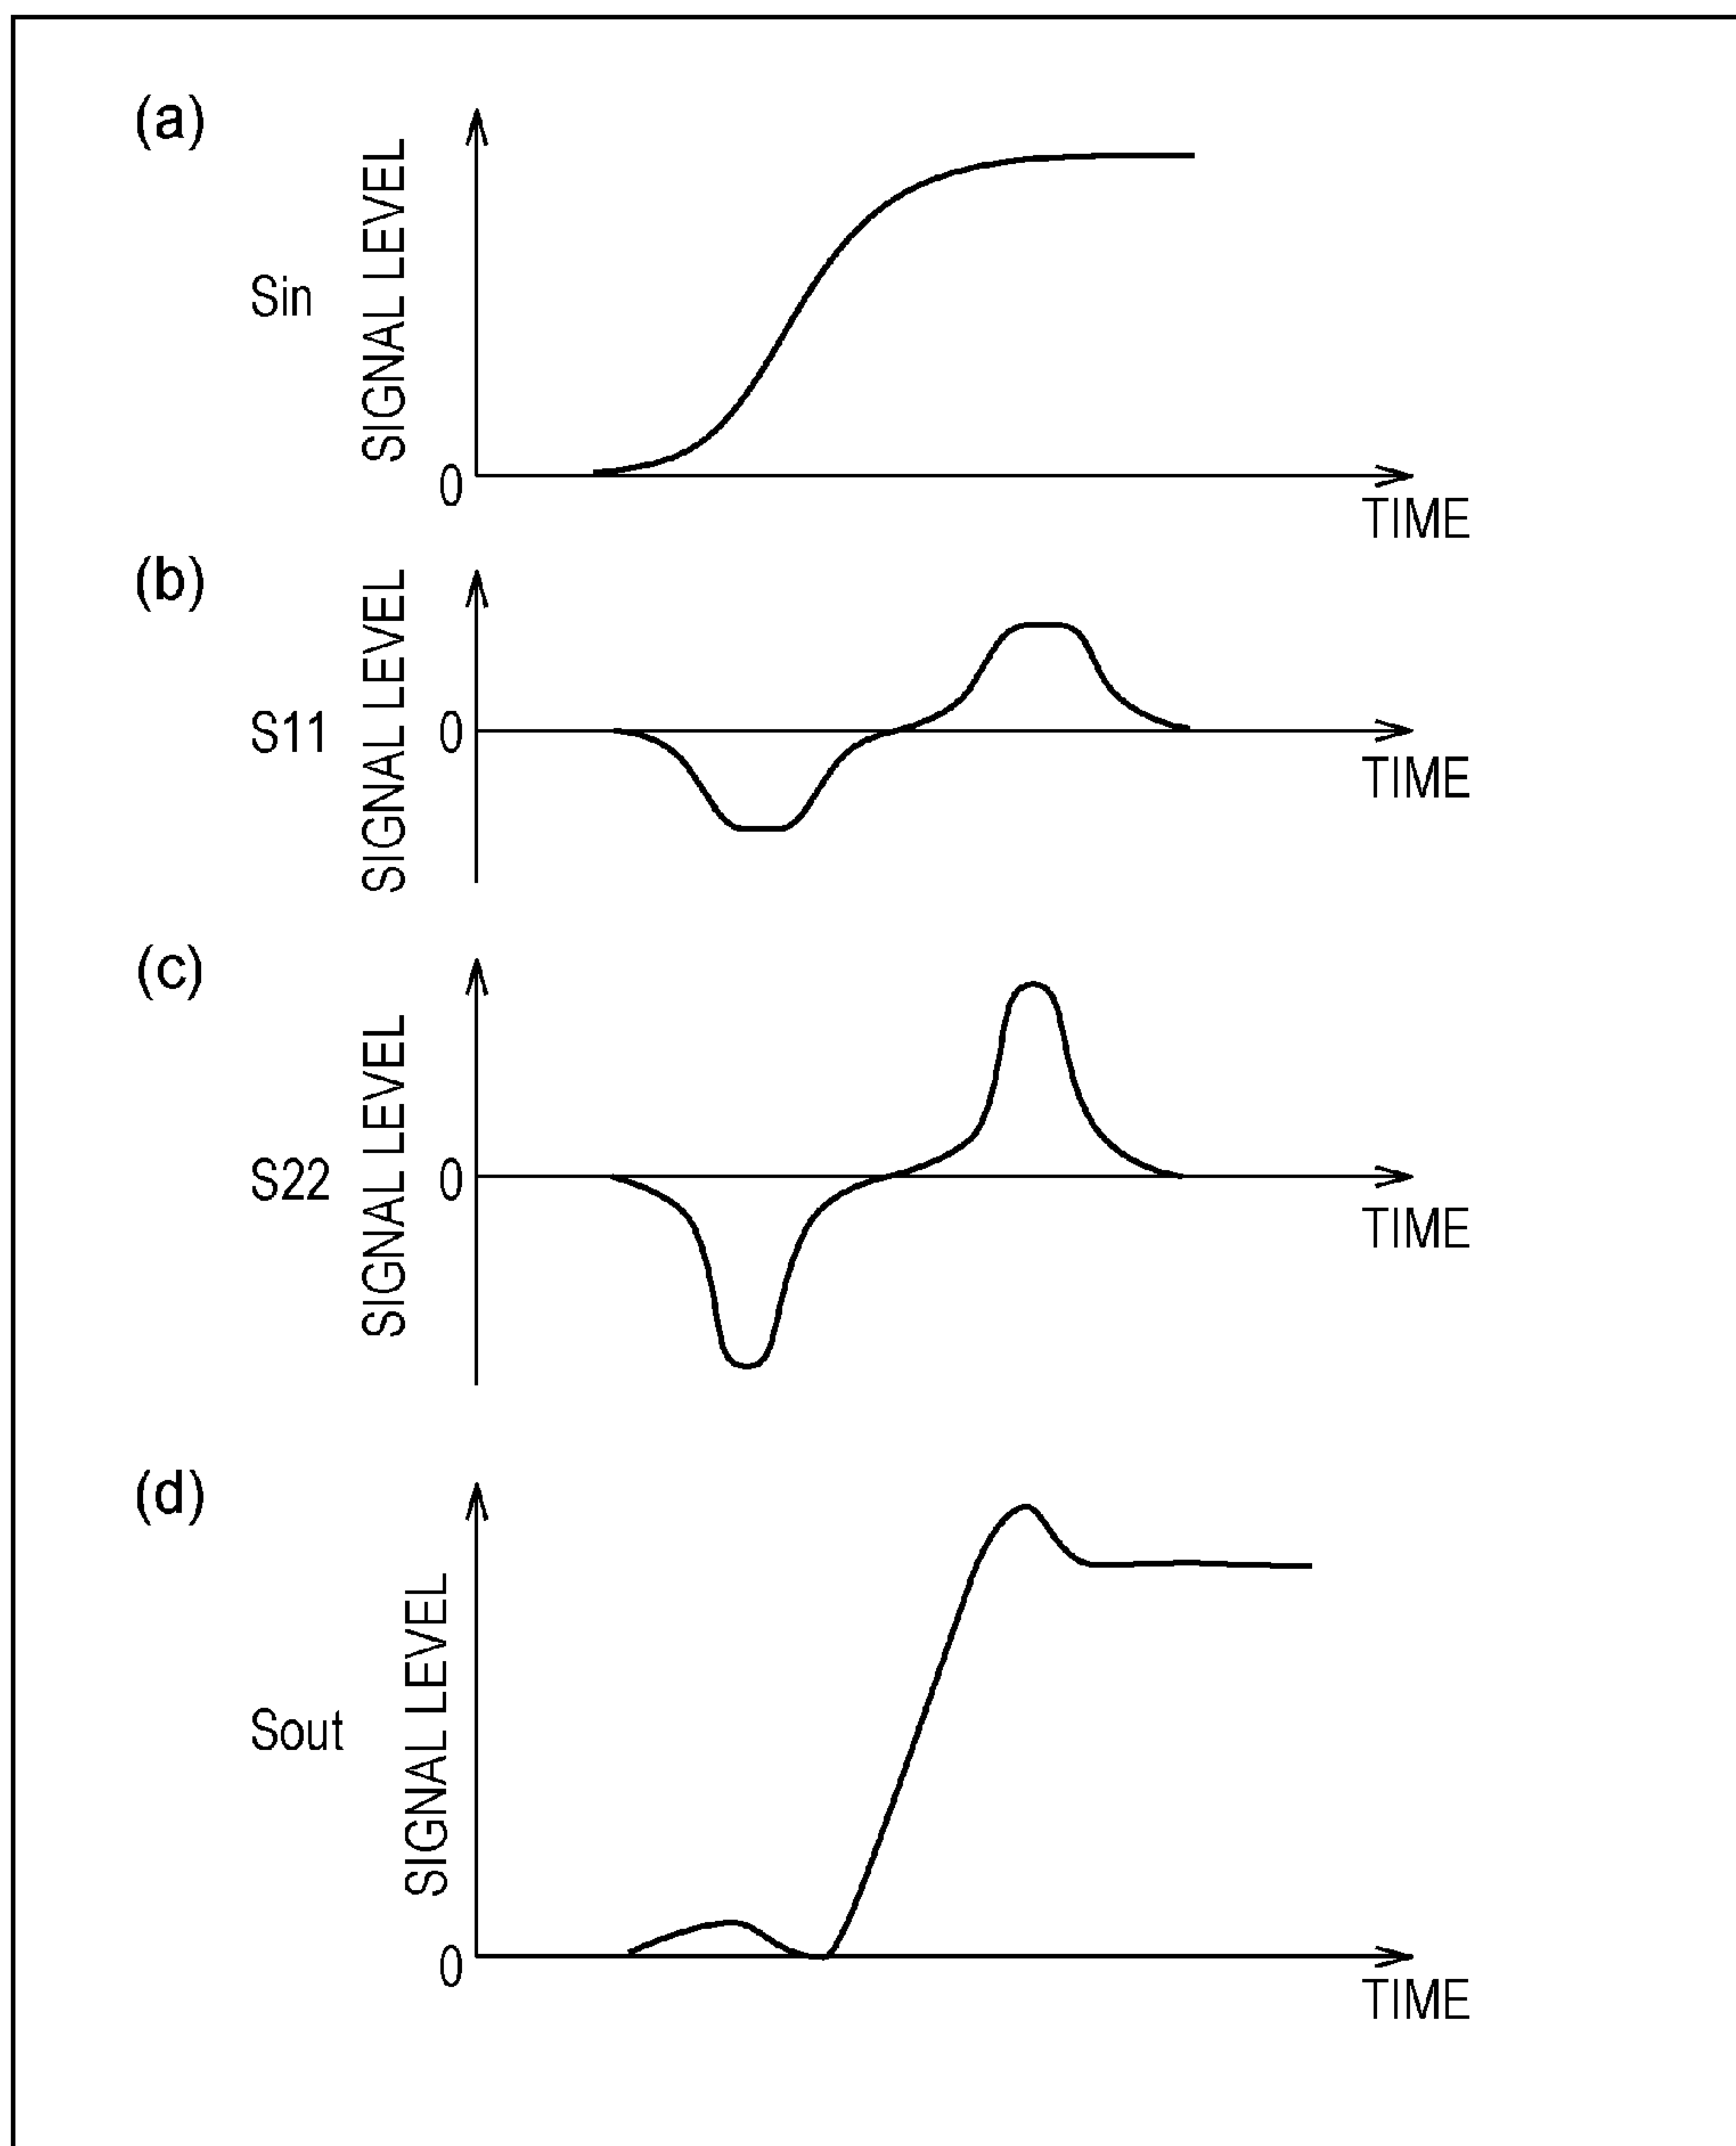 (a)
SIGNAL LEVEL
Sin
0
TIME
(b)
SIGNAL LEVEL
S11
0
TIME
(c)
SIGNAL LEVEL
S22
0
TIME
(d)
SIGNAL LEVEL
Sout
0
TIME